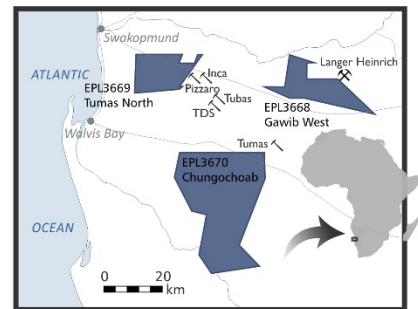 Swakopmund
ATLANTIC
EPL3669
Tumas North
Inca
Pizzaro
Tubas
TDS
Langer Heinrich
EPL3668
Gawib West
Walvis Bay
Tumas
EPL3670
Chungochoab
OCEAN
0 20
km